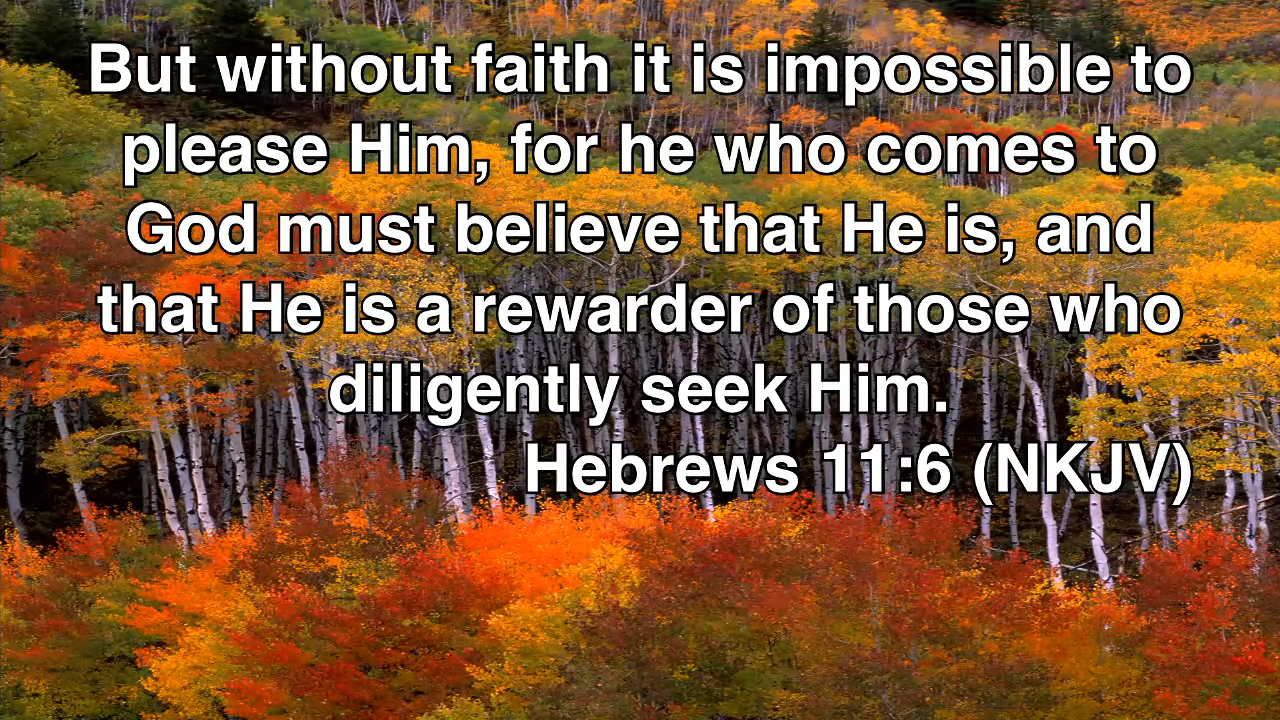 But without faith it is impossible to
please Him, for he who comes to
God must believe that He is, and
that He is a rewarder of those who
diligently seek Him.
Hebrews 11:6 (NKJV)